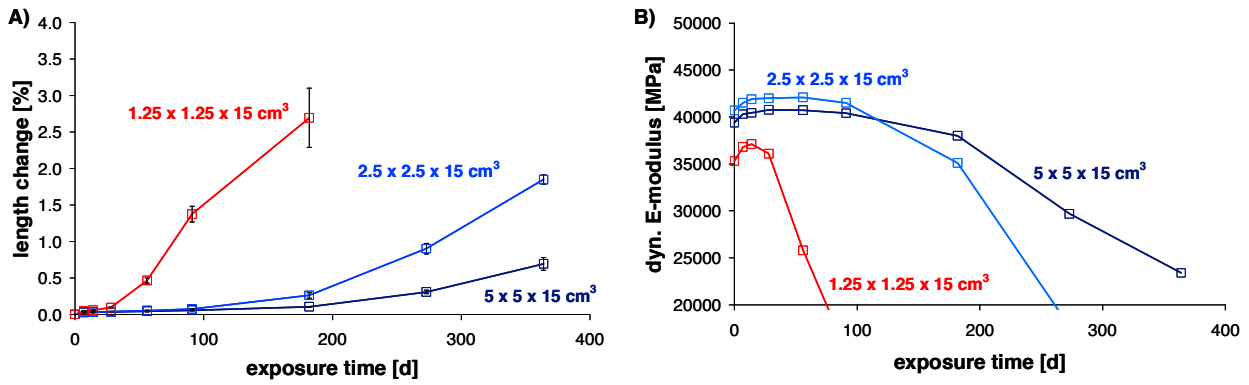 A)
4.0
3.5
3.0
2.5
2.0
1.5
1.0
0.5
0.0
length change [%]
1.25 x 1.25 x 15 cm³
2.5 x 2.5 x 15 cm³
5 x 5 x 15 cm³
0 100 200 300 400
exposure time [d]
B)
50000
45000
40000
35000
30000
25000
20000
dyn. E-modulus [MPa]
2.5 x 2.5 x 15 cm³
5 x 5 x 15 cm³
1.25 x 1.25 x 15 cm³
0 100 200 300 400
exposure time [d]